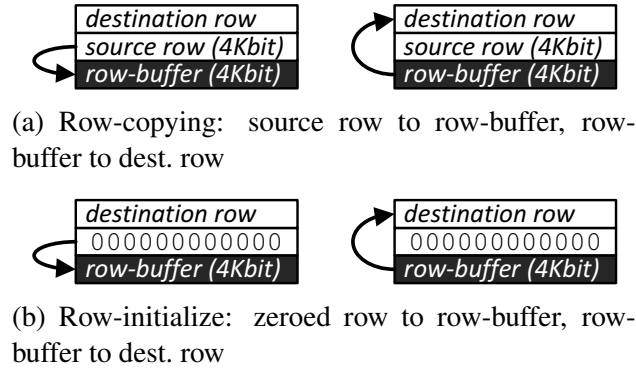 destination row destination row
source row (4Kbit) source row (4Kbit)
row-buffer (4Kbit) row-buffer (4Kbit)
(a) Row-copying: source row to row-buffer, row-
buffer to dest. row
destination row destination row
0000000000000 0000000000000
row-buffer (4Kbit) row-buffer (4Kbit)
(b) Row-initialize: zeroed row to row-buffer, row-
buffer to dest. row